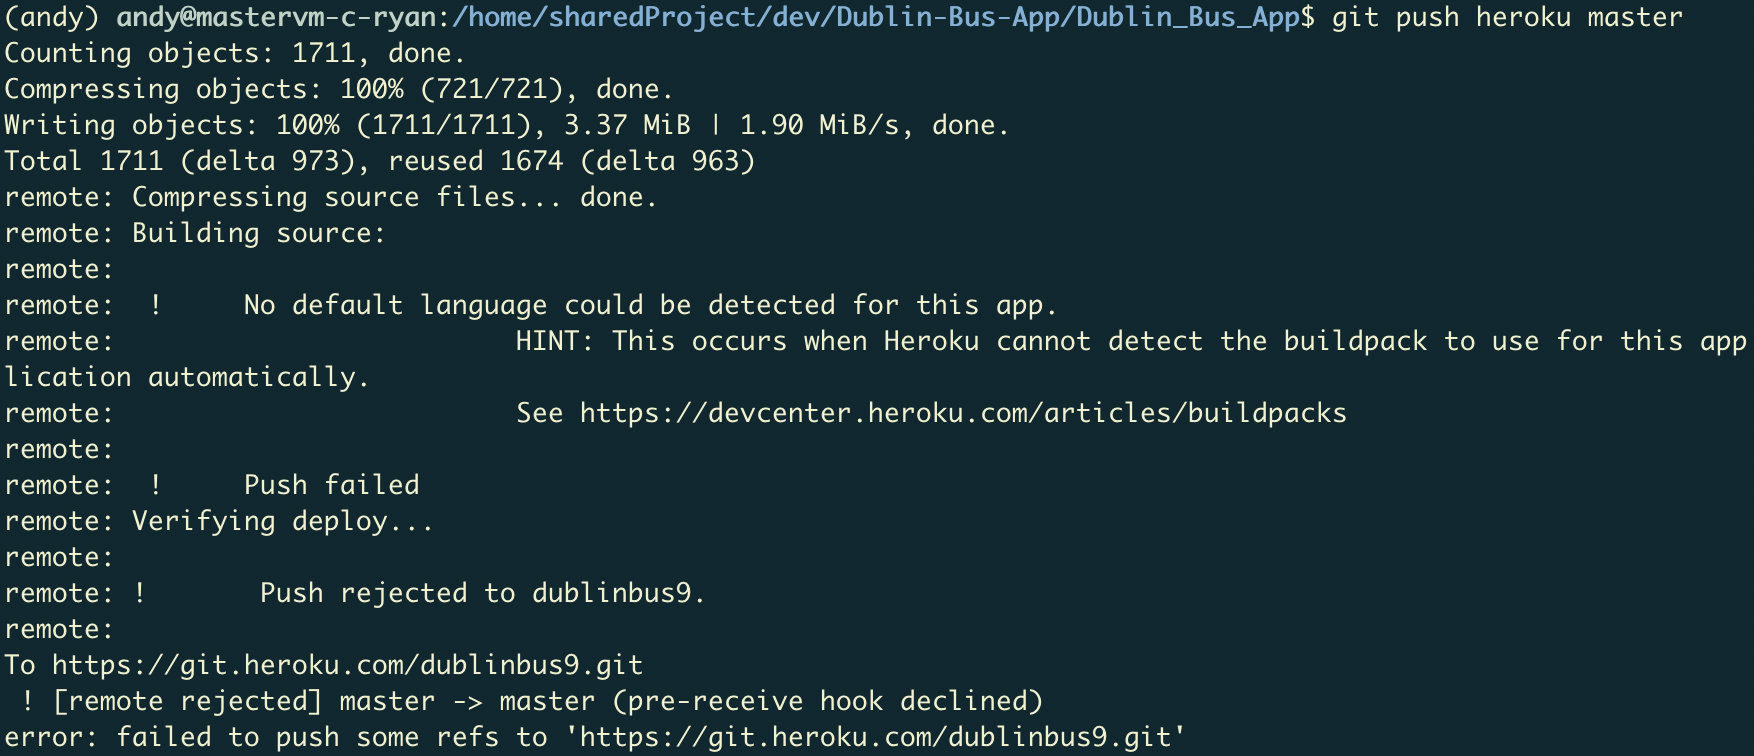 (andy) andy@mastervm-c-ryan:/home/sharedProject/dev/Dublin-Bus-App/Dublin_Bus_App$ git push heroku master
Counting objects: 1711, done.
Compressing objects: 100% (721/721), done.
Writing objects: 100% (1711/1711), 3.37 MiB | 1.90 MiB/s, done.
Total 1711 (delta 973), reused 1674 (delta 963)
remote: Compressing source files... done.
remote: Building source:
remote:
remote:  !     No default language could be detected for this app.
remote:                         HINT: This occurs when Heroku cannot detect the buildpack to use for this app
lication automatically.
remote:                         See https://devcenter.heroku.com/articles/buildpacks
remote:
remote:  !     Push failed
remote: Verifying deploy...
remote:
remote: !       Push rejected to dublinbus9.
remote:
To https://git.heroku.com/dublinbus9.git
 ! [remote rejected] master -> master (pre-receive hook declined)
error: failed to push some refs to 'https://git.heroku.com/dublinbus9.git'